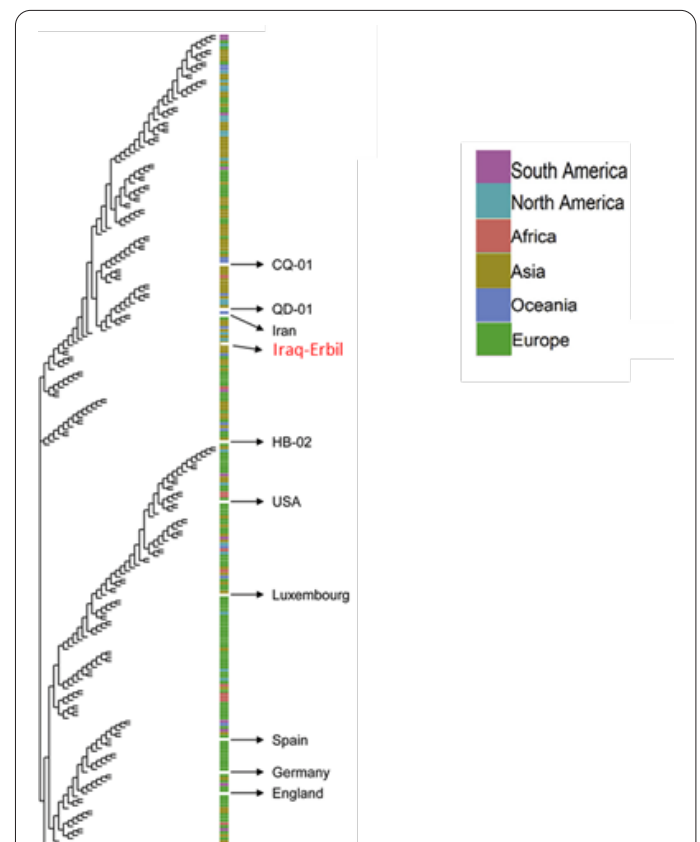 South America
North America
Africa
Asia
Oceania
Europe
CQ-01
QD-01
Iran
Iraq-Erbil
HB-02
USA
Luxembourg
Spain
Germany
England